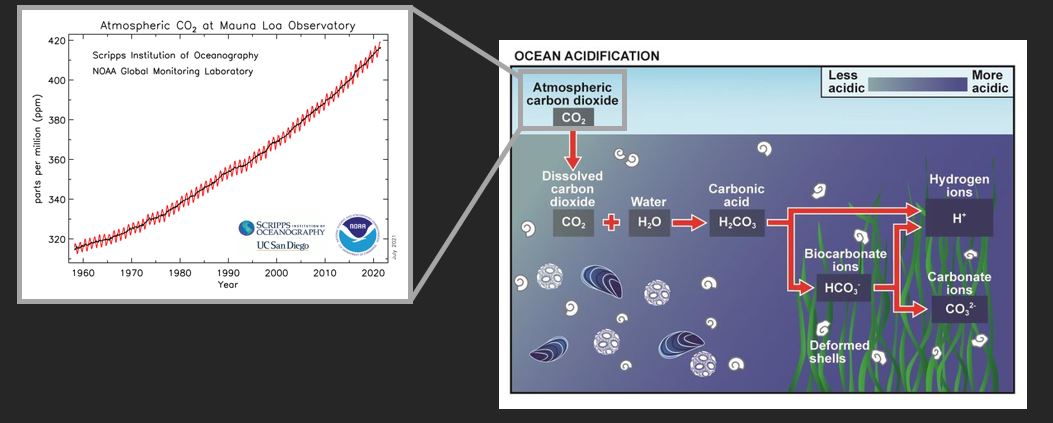 Atmospheric CO2 at Mauna Loa Observatory
Scripps Institution of Oceanography
NOAA Global Monitoring Laboratory
parts per million (ppm)
420
400
380
360
340
320
1960
1970
1980
1990
2000
2010
2020
Year
SCRIPPS INSTITUTION OF
OCEANOGRAPHY
UC San Diego
NOAA
July 2021
OCEAN ACIDIFICATION
Less
acidic
More
acidic
Atmospheric
carbon dioxide
CO2
Dissolved
carbon
dioxide
CO2
Water
H2O
Carbonic
acid
H2CO3
Hydrogen
ions
H+
Biocarbonate
ions
HCO3-
Carbonate
ions
CO3 2-
Deformed
shells